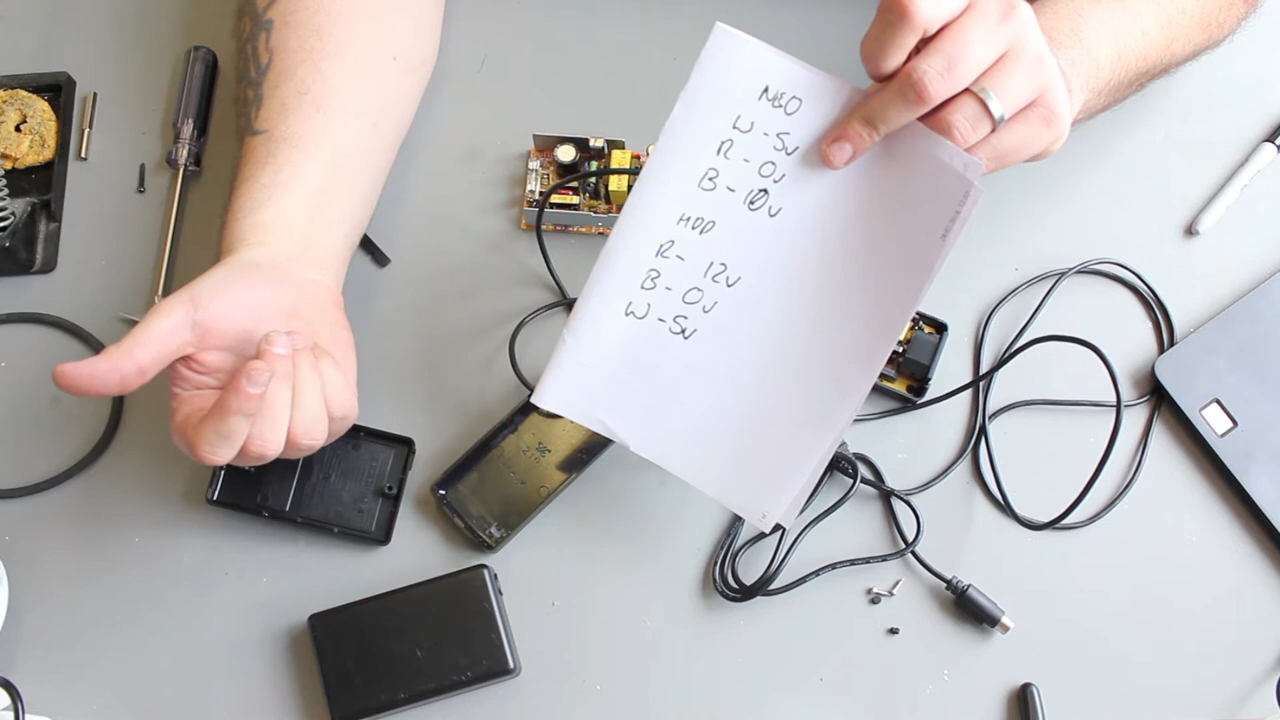 NEO
W - 5v
R - 0v
B - 10v
HDD
R - 12v
B - 0v
W - 5v